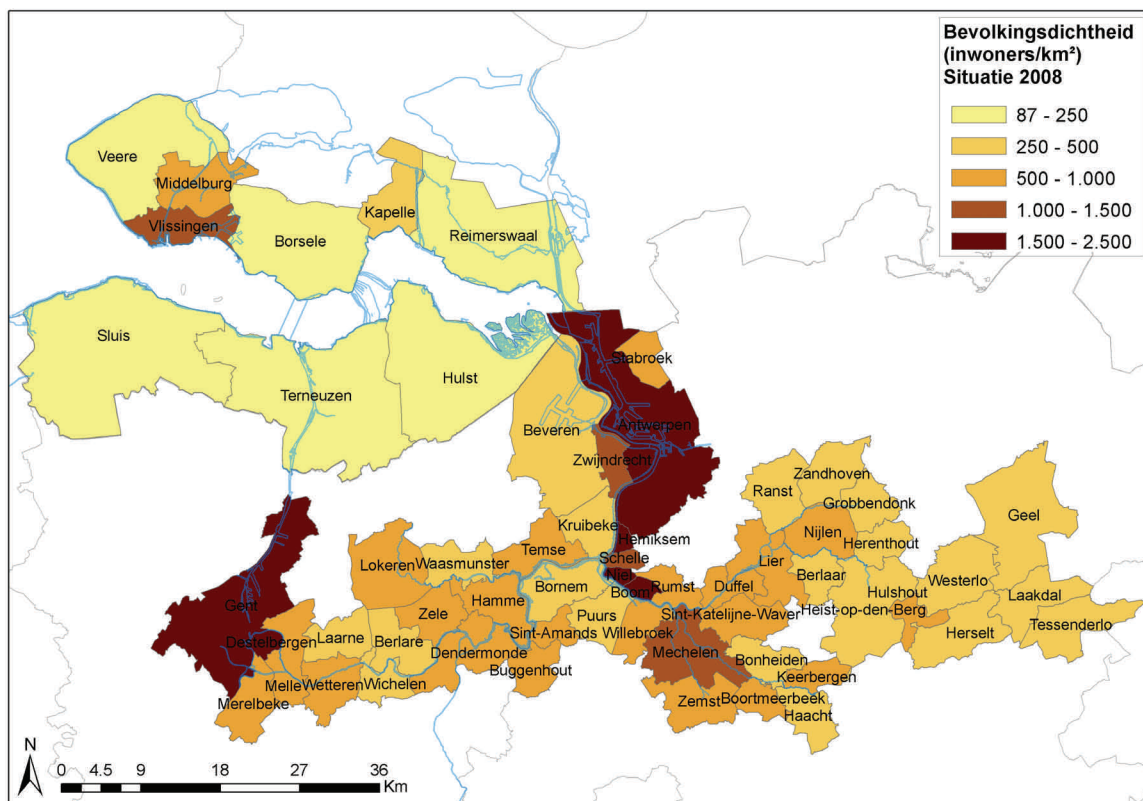 Bevolkingsdichtheid
(inwoners/km²)
Situatie 2008
87 - 250
250 - 500
500 - 1.000
1.000 - 1.500
1.500 - 2.500
Veere
Middelburg
Vlissingen
Borsele
Kapelle
Reimerswaal
Sluis
Terneuzen
Hulst
Stabroek
Beveren
Antwerpen
Zwijndrecht
Ranst
Zandhoven
Grobbendonk
Geel
Kruibeke
Hemiksem
Nijlen
Herenthout
Lokeren
Waasmunster
Temse
Schelle
Lier
Niel
Boom
Rumst
Duffel
Berlaar
Westerlo
Bornem
Hulshout
Laakdal
Gent
Zele
Hamme
Puurs
Sint-Katelijne-Waver
Heist-op-den-Berg
Tessenderlo
Destelbergen
Laarne
Berlare
Sint-Amands
Willebroek
Herselt
Dendermonde
Mechelen
Bonheiden
Buggenhout
Keerbergen
Melle
Wetteren
Wichelen
Merelbeke
Zemst
Boortmeerbeek
Haacht
N
0 4.5 9 18 27 36
Km